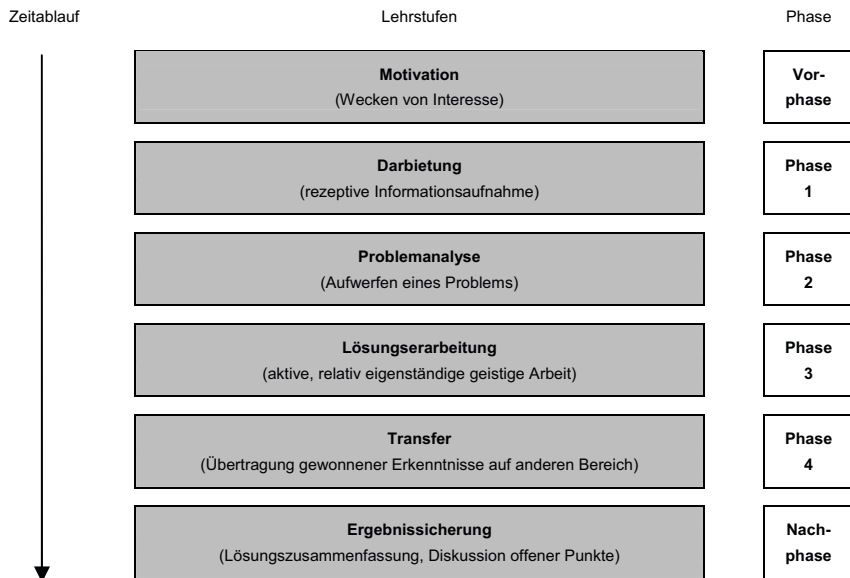 Zeitablauf Lehrstufen Phase
Motivation
(Wecken von Interesse)
Vor-
phase
Darbietung
(rezeptive Informationsaufnahme)
Phase
1
Problemanalyse
(Aufwerfen eines Problems)
Phase
2
Lösungserarbeitung
(aktive, relativ eigenständige geistige Arbeit)
Phase
3
Transfer
(Übertragung gewonnener Erkenntnisse auf anderen Bereich)
Phase
4
Ergebnissicherung
(Lösungszusammenfassung, Diskussion offener Punkte)
Nach-
phase